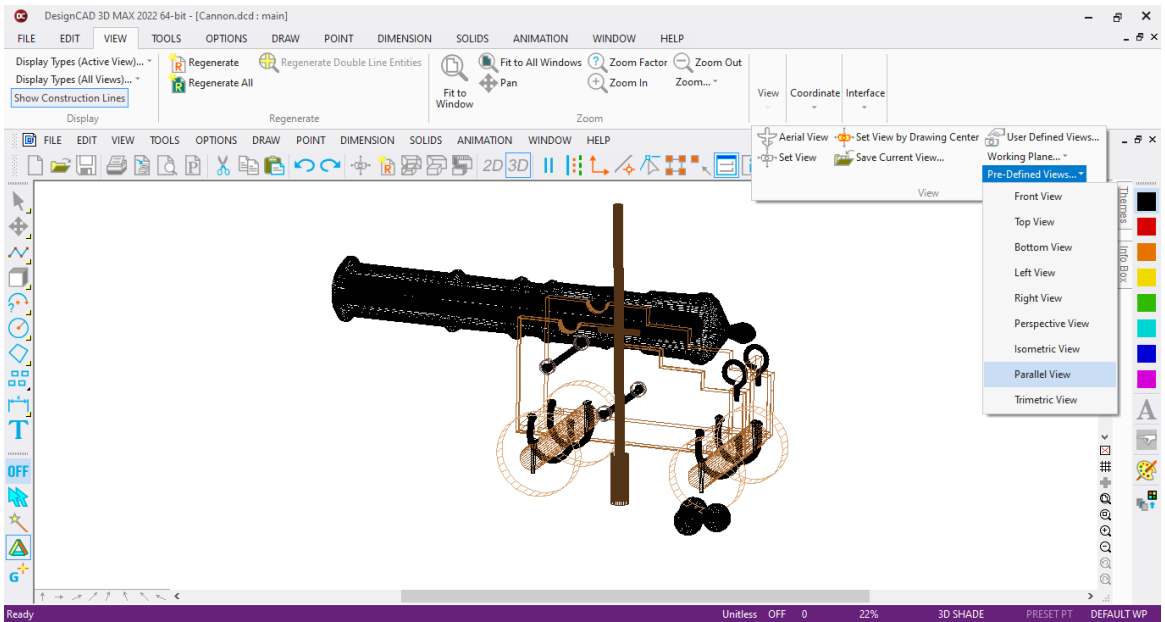 DC DesignCAD 3D MAX 2022 64-bit - [Cannon.dcd : main]
FILE EDIT VIEW TOOLS OPTIONS DRAW POINT DIMENSION SOLIDS ANIMATION WINDOW HELP
Display Types (Active View)... Regenerate Regenerate Double Line Entities Fit to All Windows Zoom Factor Zoom Out
Display Types (All Views)... Regenerate All Pan Zoom In Zoom...
Show Construction Lines Fit to Window View Coordinate Interface
Display Regenerate Zoom
FILE EDIT VIEW TOOLS OPTIONS DRAW POINT DIMENSION SOLIDS ANIMATION WINDOW HELP
2D 3D
Aerial View Set View by Drawing Center User Defined Views...
Set View Save Current View... Working Plane...
Pre-Defined Views...
View
Front View
Top View
Bottom View
Left View
Right View
Perspective View
Isometric View
Parallel View
Trimetric View
Themes
Info Box
T
OFF
G
A
Ready Unitless OFF 0 22% 3D SHADE PRESET PT DEFAULT WP